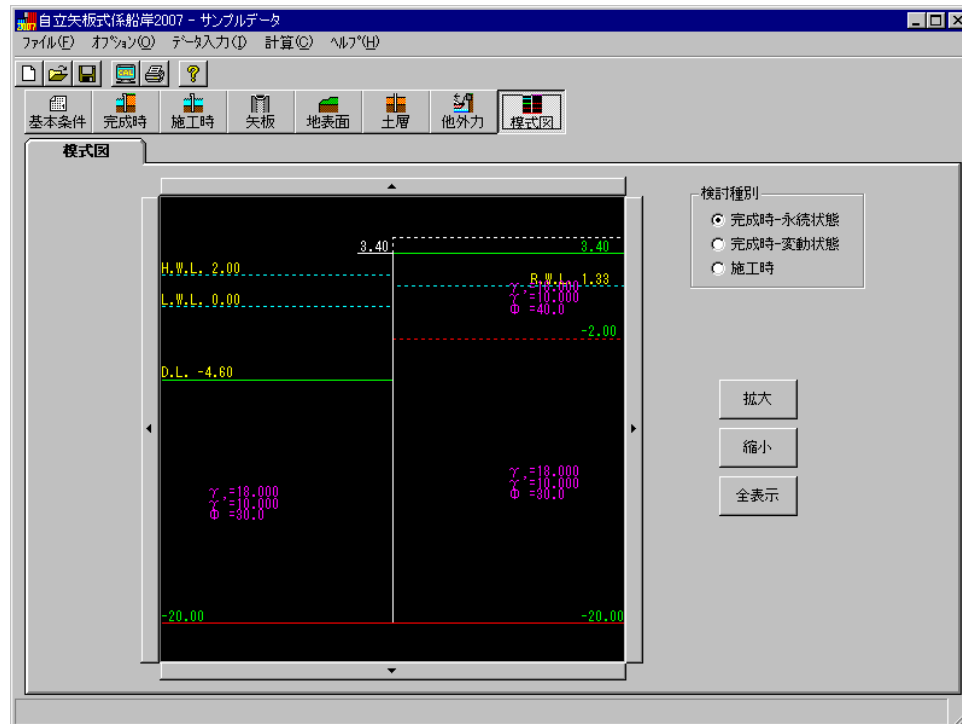 自立矢板式係船岸2007 - サンプルデータ
ファイル(F) オプション(O) データ入力(I) 計算(C) ヘルプ(H)
CAL
基本条件 完成時 施工時 矢板 地表面 土層 他外力 模式図
模式図
3.40 3.40
H.W.L. 2.00
R.W.L. 1.33
L.W.L. 0.00
γ =18.000
γ'=10.000
Φ =40.0
-2.00
D.L. -4.60
γ =18.000
γ'=10.000
Φ =30.0
γ =18.000
γ'=10.000
Φ =30.0
-20.00 -20.00
検討種別
完成時-永続状態
完成時-変動状態
施工時
拡大
縮小
全表示